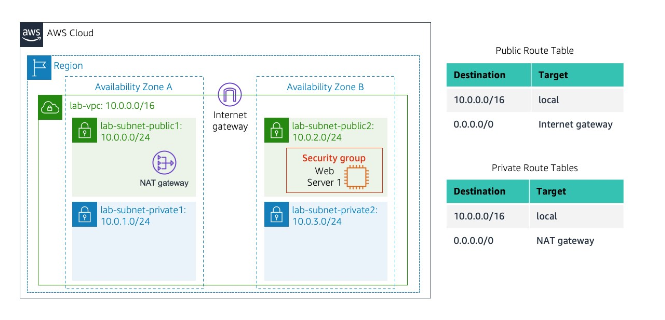 aws
AWS Cloud
Region
Availability Zone A
Availability Zone B
lab-vpc: 10.0.0.0/16
Internet
gateway
lab-subnet-public1:
10.0.0.0/24
NAT gateway
lab-subnet-public2:
10.0.2.0/24
Security group
Web
Server 1
lab-subnet-private1:
10.0.1.0/24
lab-subnet-private2:
10.0.3.0/24
Public Route Table
Destination Target
10.0.0.0/16 local
0.0.0.0/0 Internet gateway
Private Route Tables
Destination Target
10.0.0.0/16 local
0.0.0.0/0 NAT gateway